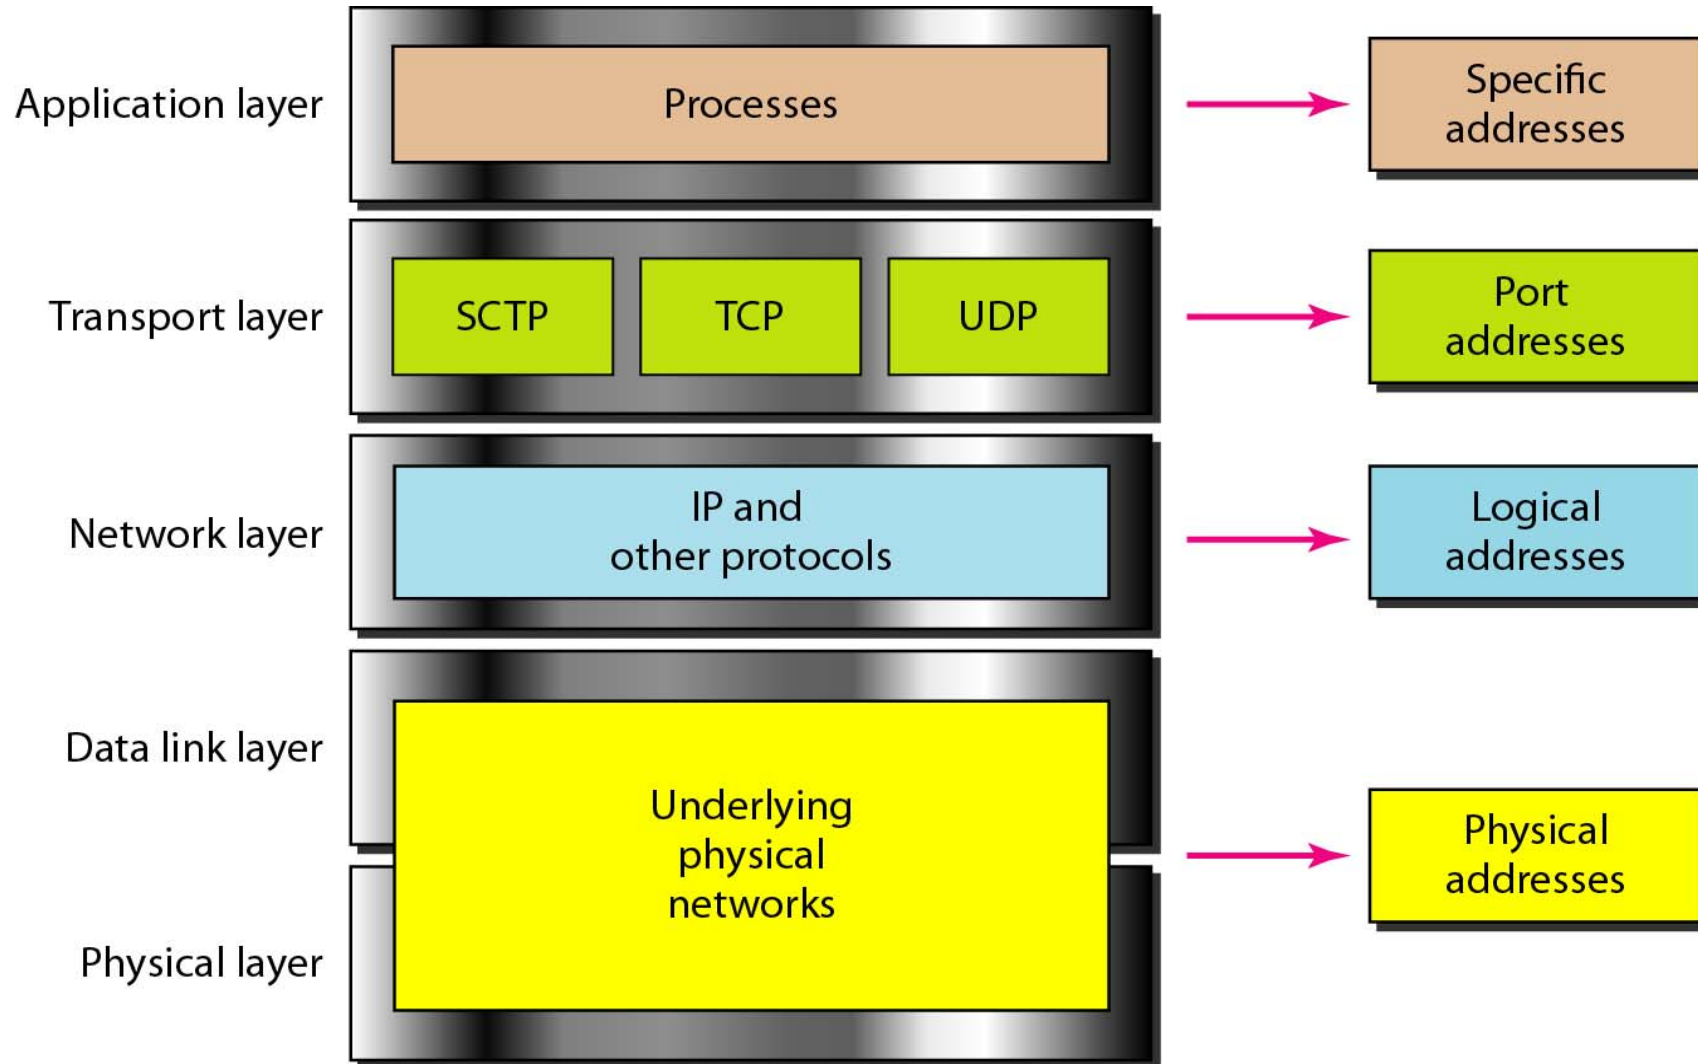 Application layer
Processes
Specific
addresses
Transport layer
SCTP
TCP
UDP
Port
addresses
Network layer
IP and
other protocols
Logical
addresses
Data link layer
Underlying
physical
networks
Physical
addresses
Physical layer